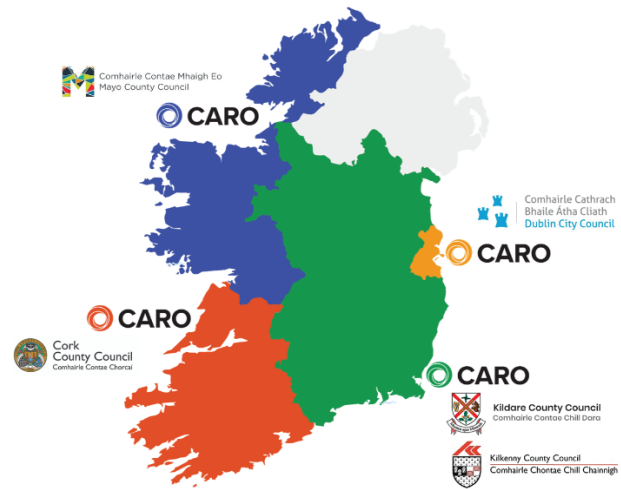 Comhairle Contae Mhaigh Eo
Mayo County Council
CARO
Comhairle Cathrach
Bhaile Átha Cliath
Dublin City Council
CARO
CARO
Cork
County Council
Comhairle Contae Chorcaí
CARO
Kildare County Council
Comhairle Contae Chill Dara
Kilkenny County Council
Comhairle Chontae Chill Chainnigh